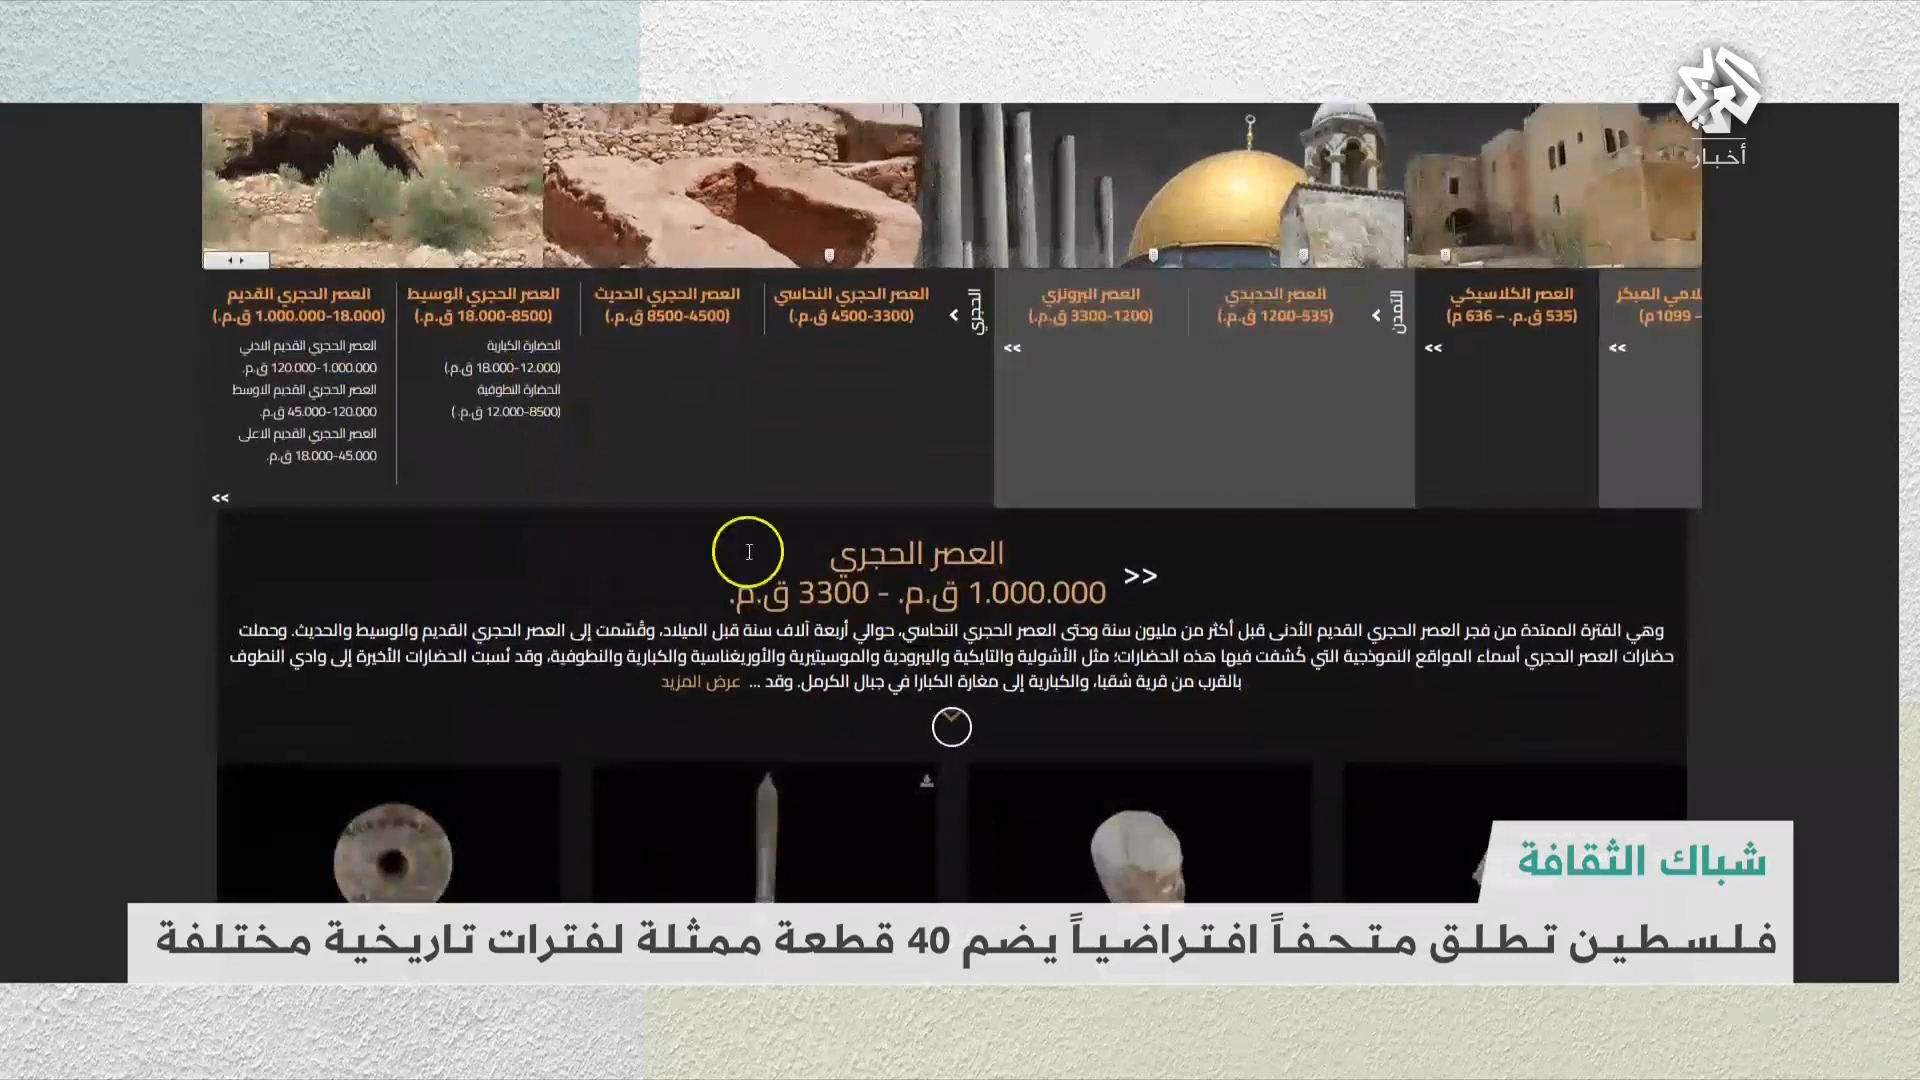 العربي
أخبار
العصر الحجري القديم
(1.000.000-18.000 ق.م.)
العصر الحجري القديم الادني
1.000.000-120.000 ق.م.
العصر الحجري القديم الاوسط
120.000-45.000 ق.م.
العصر الحجري القديم الاعلى
45.000-18.000 ق.م.
<<
العصر الحجري الوسيط
(18.000-8500 ق.م.)
الحضارة الكبارية
(18.000-12.000 ق.م.)
الحضارة النطوفية
(12.000-8500 ق.م.)
العصر الحجري الحديث
(8500-4500 ق.م.)
العصر الحجري النحاسي
(4500-3300 ق.م.)
الحجري
العصر البرونزي
(3300-1200 ق.م.)
<<
العصر الحديدي
(1200-535 ق.م.)
التمدن
العصر الكلاسيكي
(535 ق.م. – 636 م)
<<
لامي المبكر
– 1099م)
<<
العصر الحجري
1.000.000 ق.م. - 3300 ق.م.
>>
وهي الفترة الممتدة من فجر العصر الحجري القديم الأدنى قبل أكثر من مليون سنة وحتى العصر الحجري النحاسي، حوالي أربعة آلاف سنة قبل الميلاد، وقُسّمت إلى العصر الحجري القديم والوسيط والحديث. وحملت
حضارات العصر الحجري أسماء المواقع النموذجية التي كُشفت فيها هذه الحضارات؛ مثل الأشولية والتايكية واليبرودية والموسيتيرية والأوريغناسية والكبارية والنطوفية، وقد نُسبت الحضارات الأخيرة إلى وادي النطوف
بالقرب من قرية شقبا، والكبارية إلى مغارة الكبارا في جبال الكرمل. وقد ... عرض المزيد
شباك الثقافة
فلسطين تطلق متحفاً افتراضياً يضم 40 قطعة ممثلة لفترات تاريخية مختلفة